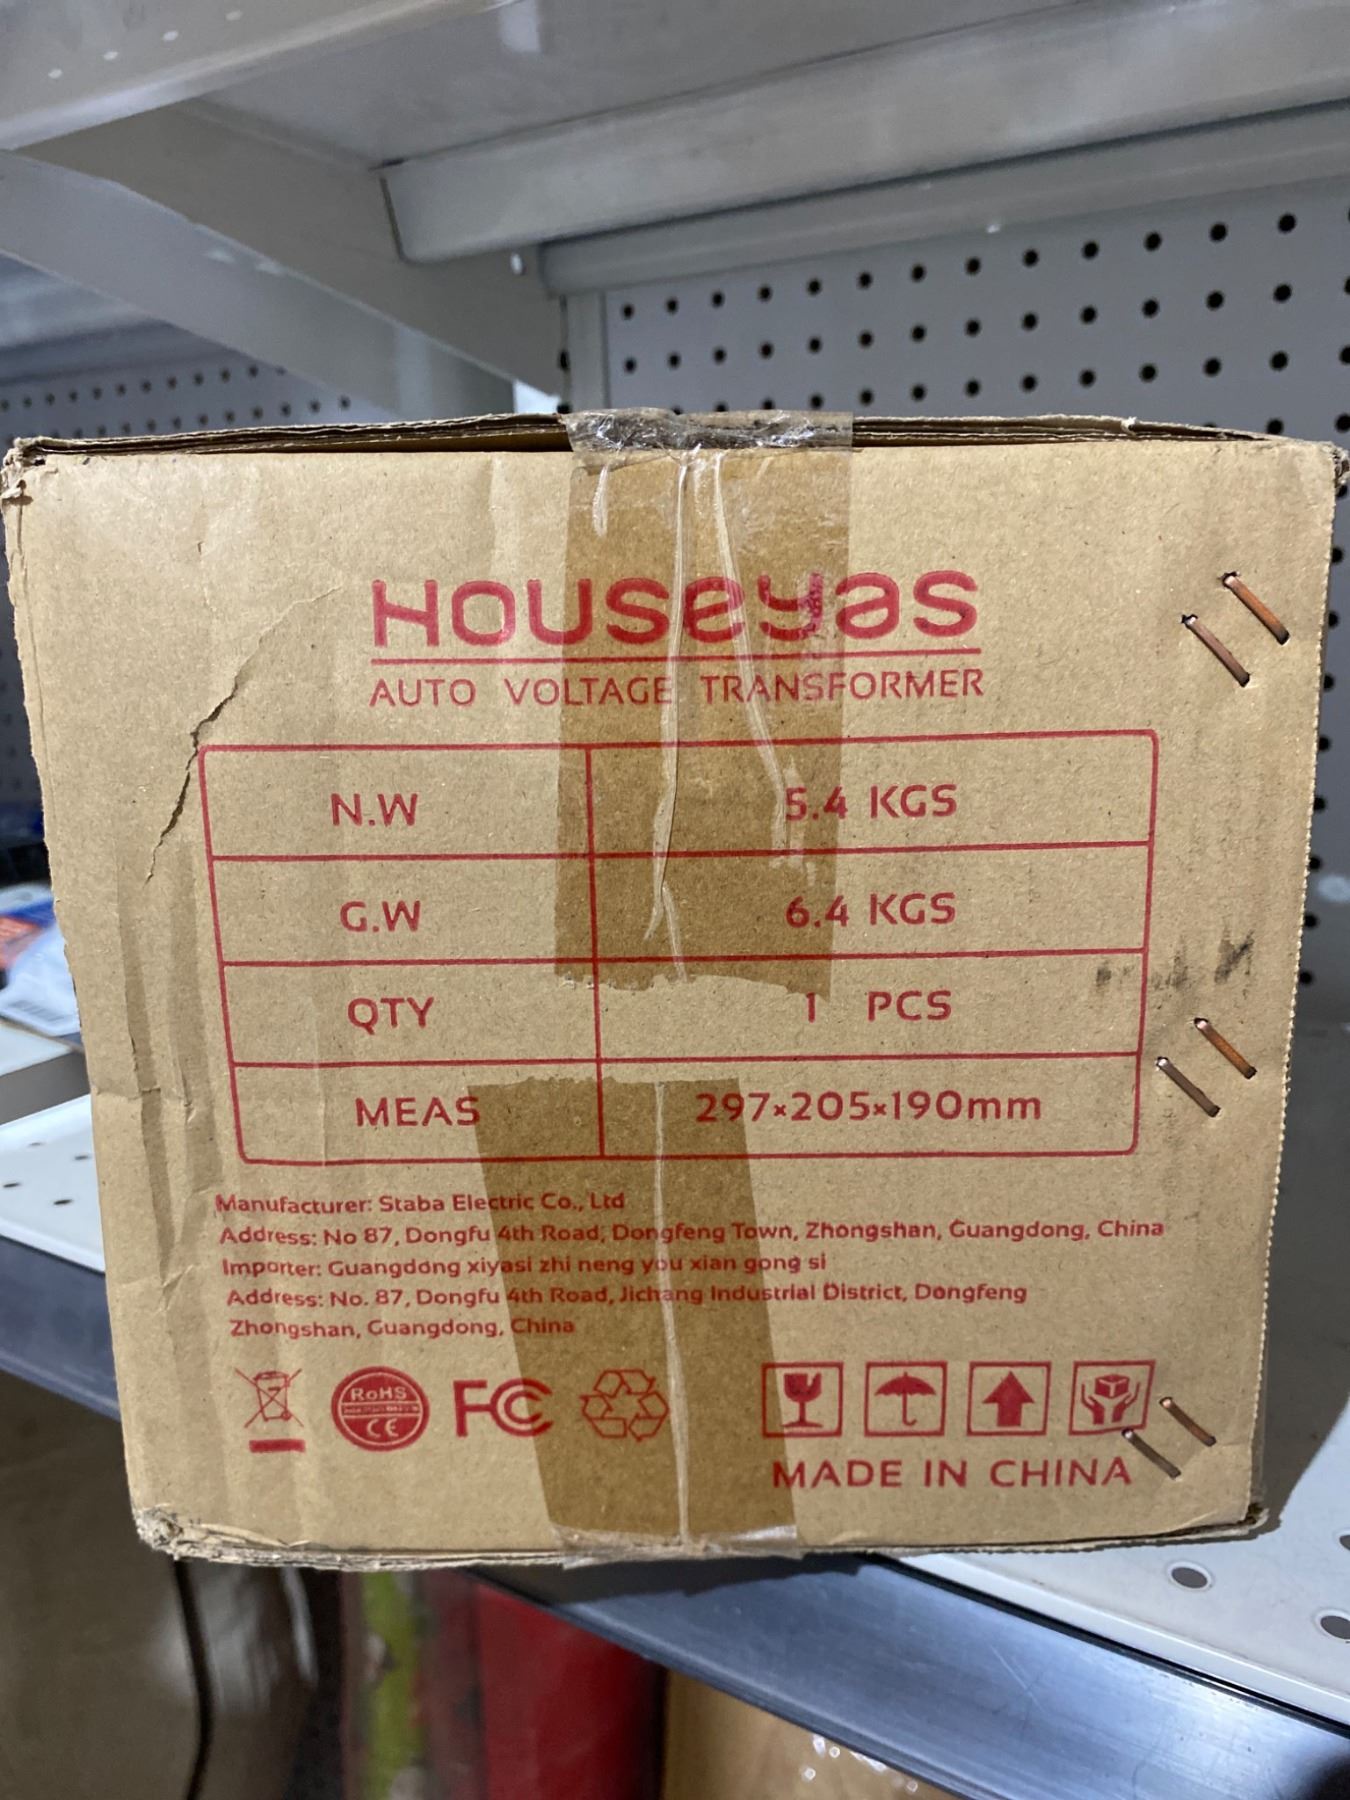 HOUSEYAS
AUTO VOLTAGE TRANSFORMER
N.W 5.4 KGS
G.W 6.4 KGS
QTY 1 PCS
MEAS 297×205×190mm
Manufacturer: Staba Electric Co., Ltd
Address: No 87, Dongfu 4th Road, Dongfeng Town, Zhongshan, Guangdong, China
Importer: Guangdong xiyasi zhi neng you xian gong si
Address: No. 87, Dongfu 4th Road, Jichang Industrial District, Dongfeng
Zhongshan, Guangdong, China
RoHS
CE
FC
MADE IN CHINA